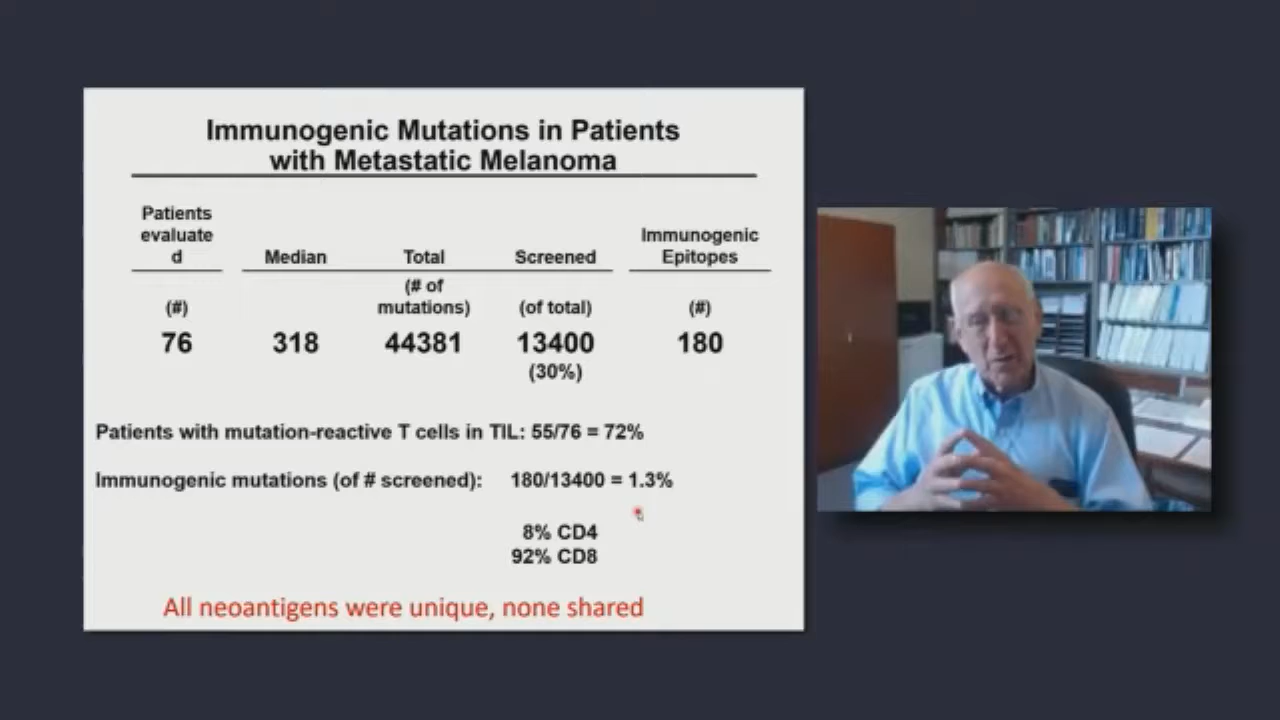 Immunogenic Mutations in Patients
with Metastatic Melanoma
Patients
evaluate
d
Median
Total
Screened
Immunogenic
Epitopes
(#)
(# of
mutations)
(of total)
(#)
76
318
44381
13400
(30%)
180
Patients with mutation-reactive T cells in TIL: 55/76 = 72%
Immunogenic mutations (of # screened): 180/13400 = 1.3%
8% CD4
92% CD8
All neoantigens were unique, none shared